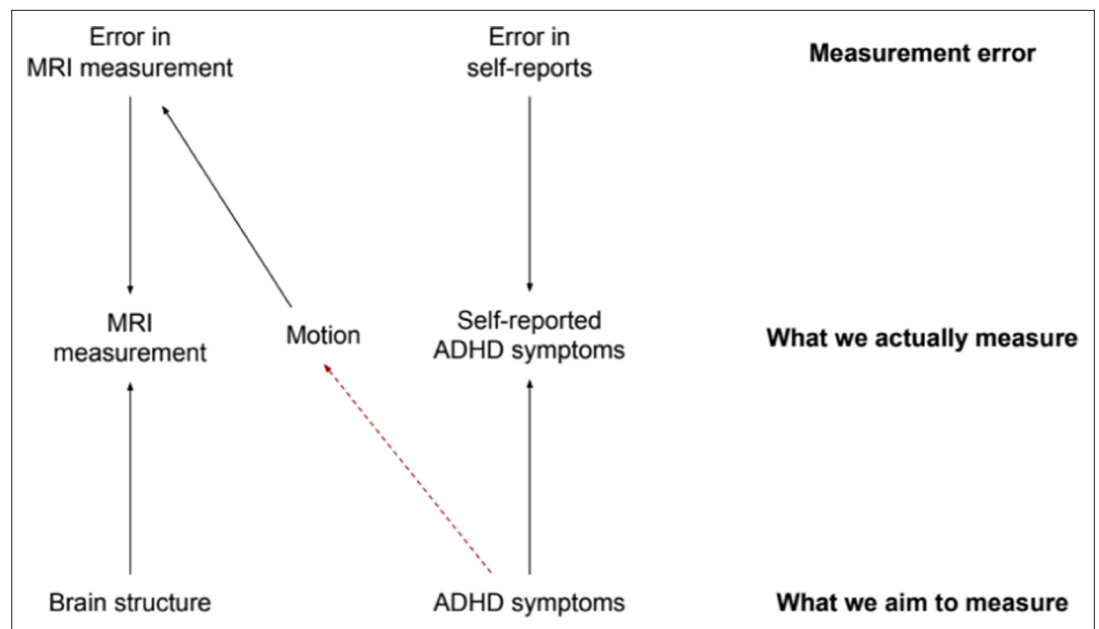 Error in
MRI measurement
Error in
self-reports
Measurement error
MRI
measurement
Motion
Self-reported
ADHD symptoms
What we actually measure
Brain structure
ADHD symptoms
What we aim to measure